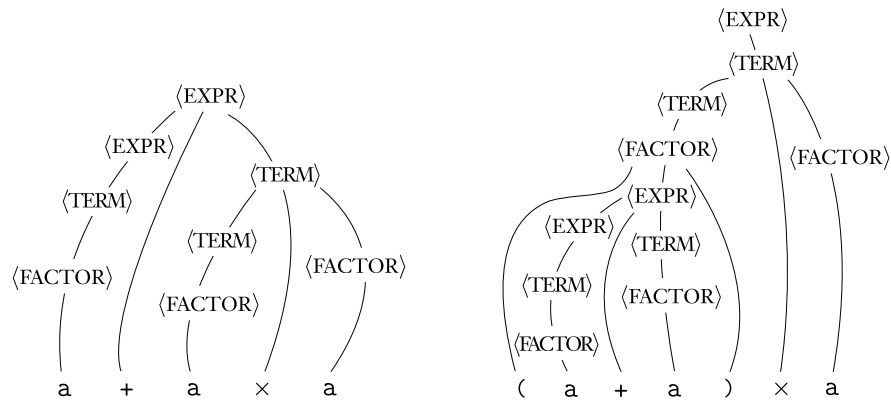 ⟨EXPR⟩
⟨EXPR⟩
⟨TERM⟩
⟨TERM⟩
⟨TERM⟩
⟨FACTOR⟩
⟨FACTOR⟩
⟨FACTOR⟩
a + a × a
⟨EXPR⟩
⟨TERM⟩
⟨TERM⟩
⟨FACTOR⟩
⟨FACTOR⟩
⟨EXPR⟩
⟨EXPR⟩
⟨TERM⟩
⟨TERM⟩
⟨FACTOR⟩
⟨FACTOR⟩
( a + a ) × a